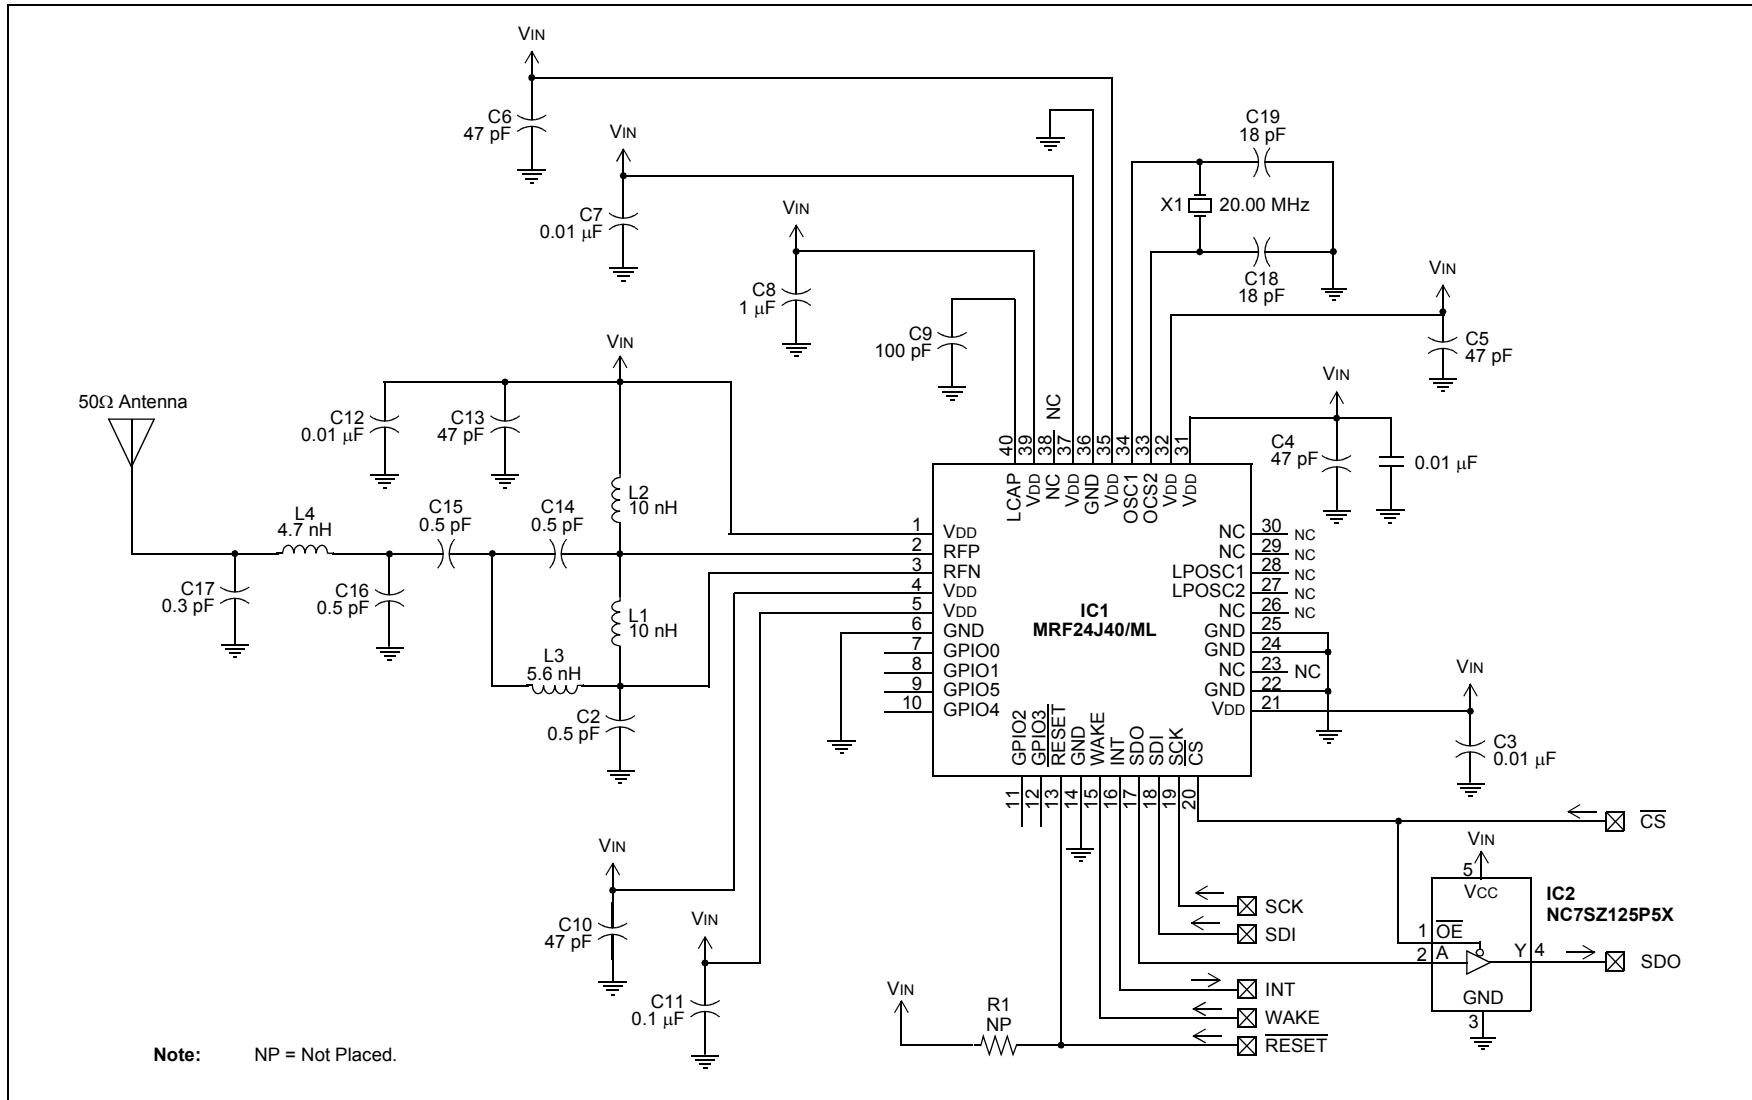 VIN
C6
47 pF
VIN
C7
0.01 µF
VIN
C8
1 µF
C9
100 pF
C19
18 pF
X1
20.00 MHz
C18
18 pF
VIN
C5
47 pF
VIN
C4
47 pF
0.01 µF
50Ω Antenna
VIN
C12
0.01 µF
C13
47 pF
L2
10 nH
L4
4.7 nH
C15
0.5 pF
C14
0.5 pF
C17
0.3 pF
C16
0.5 pF
L1
10 nH
L3
5.6 nH
C2
0.5 pF
NC
40
39
38
37
36
35
34
33
32
31
LCAP
VDD
NC
VDD
GND
VDD
OSC1
OCS2
VDD
VDD
1 VDD
2 RFP
3 RFN
4 VDD
5 VDD
6 GND
7 GPIO0
8 GPIO1
9 GPIO5
10 GPIO4
IC1
MRF24J40/ML
NC 30 NC
NC 29 NC
LPOSC1 28 NC
LPOSC2 27 NC
NC 26 NC
GND 25
GND 24
NC 23 NC
GND 22
VDD 21
VIN
C3
0.01 µF
GPIO2
GPIO3
RESET
GND
WAKE
INT
SDO
SDI
SCK
CS
11
12
13
14
15
16
17
18
19
20
CS
VIN
5
VCC
IC2
NC7SZ125P5X
1 OE
2 A
Y 4
GND
3
SDO
SCK
SDI
INT
WAKE
RESET
VIN
C10
47 pF
VIN
C11
0.1 µF
VIN
R1
NP
Note: NP = Not Placed.